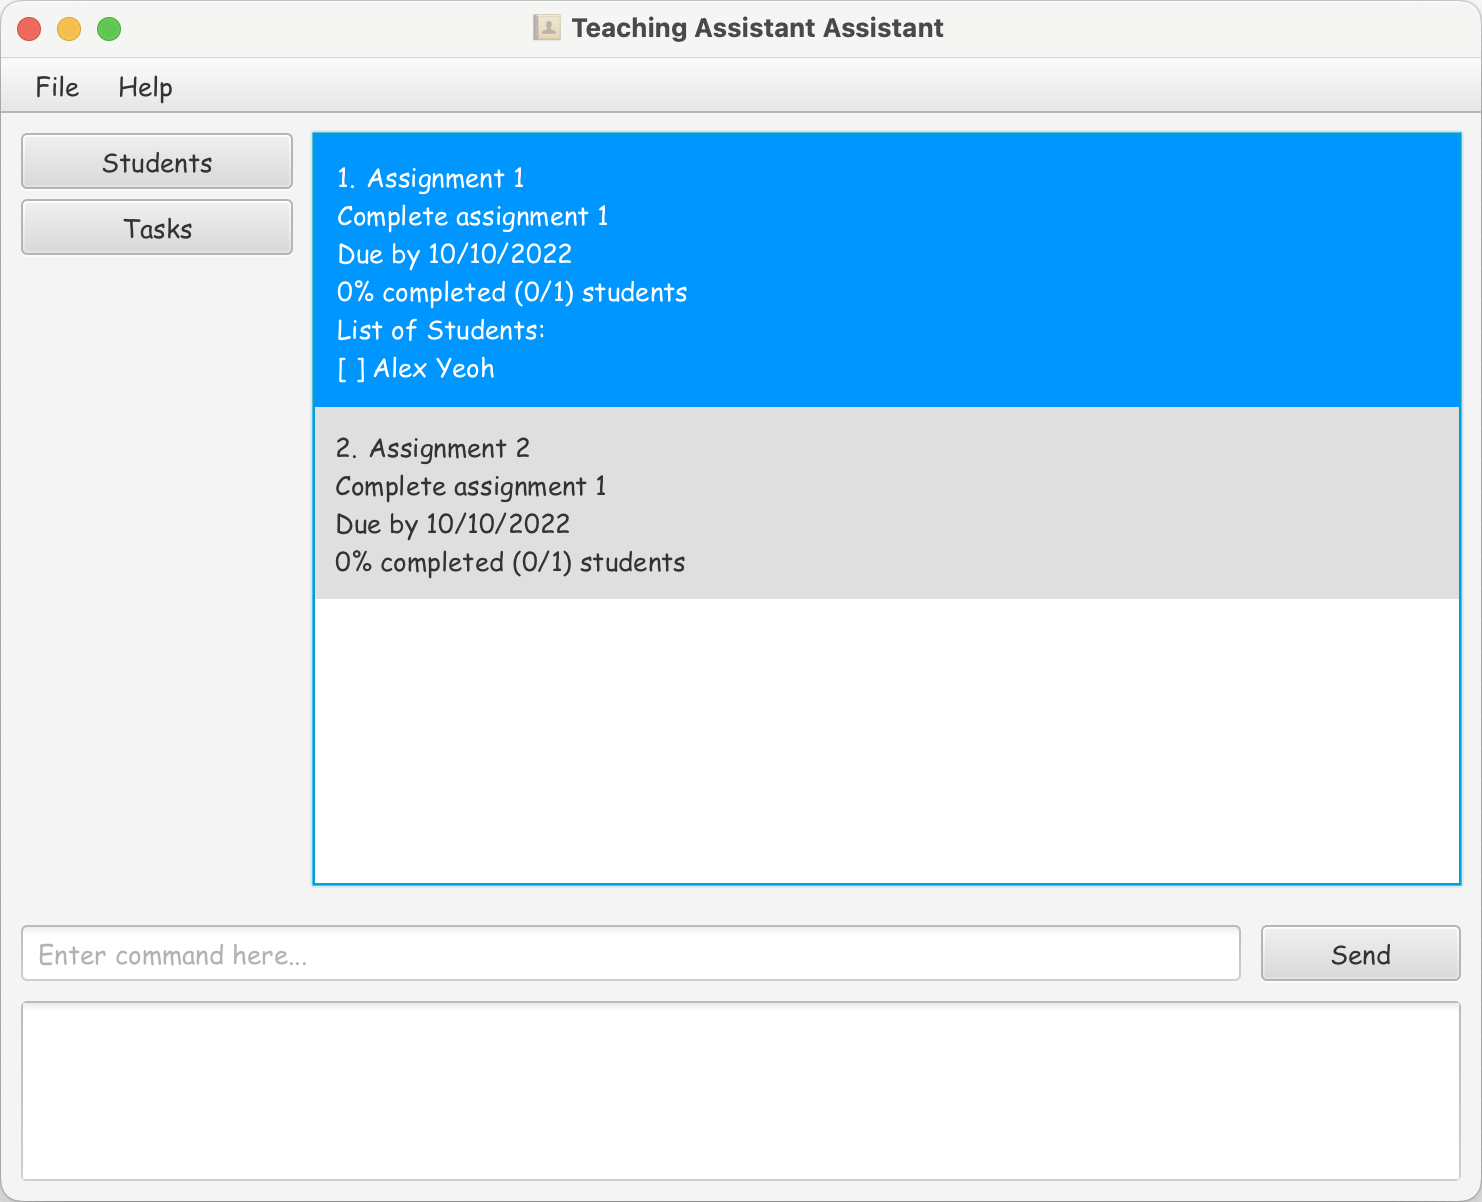 Teaching Assistant Assistant
File Help
Students
Tasks
1. Assignment 1
Complete assignment 1
Due by 10/10/2022
0% completed (0/1) students
List of Students:
[ ] Alex Yeoh
2. Assignment 2
Complete assignment 1
Due by 10/10/2022
0% completed (0/1) students
Enter command here...
Send